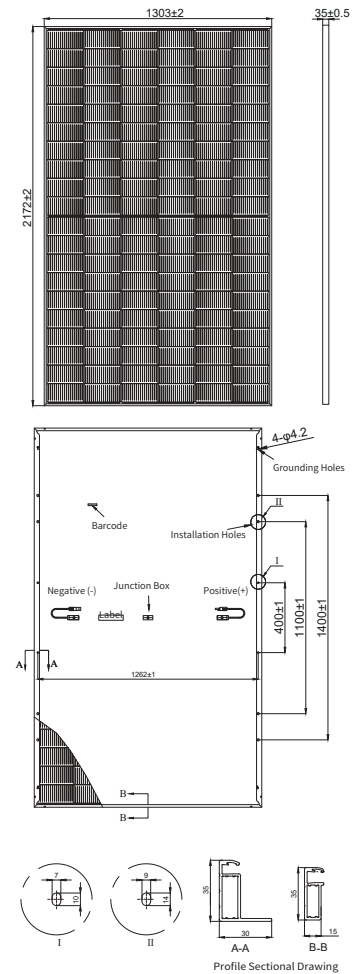 1303±2
35±0.5
2172±2
4-φ4.2
Grounding Holes
II
Barcode
Installation Holes
I
Negative (-)
Junction Box
Positive(+)
Label
400±1
1100±1
1400±1
A A
1262±1
B
B
7
10
I
9
14
II
35
30
A-A
35
15
B-B
Profile Sectional Drawing